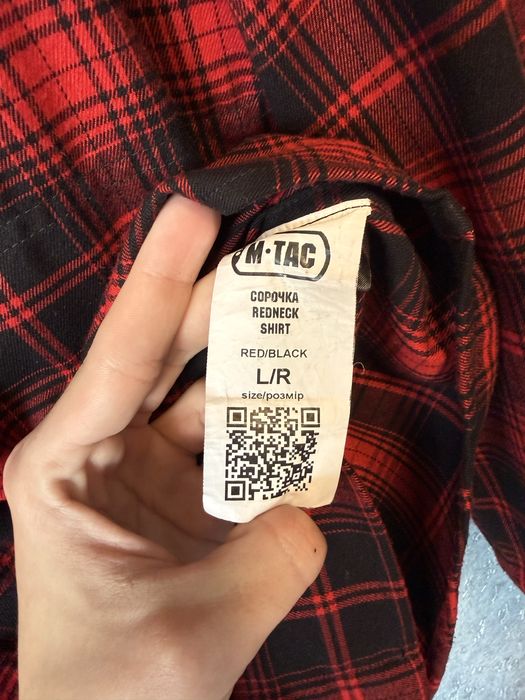 M·TAC
СОРОЧКА
REDNECK
SHIRT
RED/BLACK
L/R
size/розмір